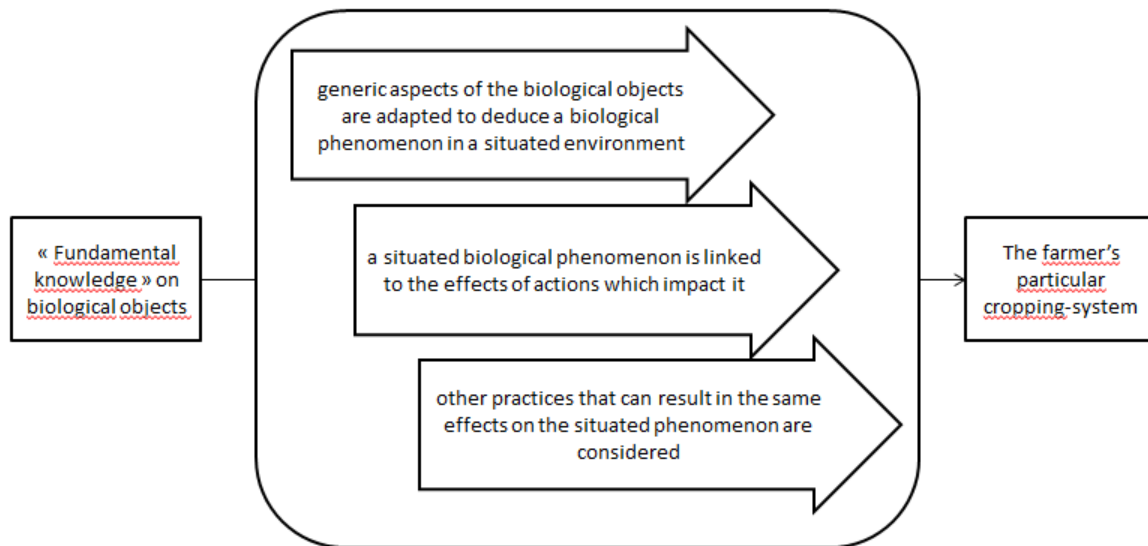 generic aspects of the biological objects
are adapted to deduce a biological
phenomenon in a situated environment
« Fundamental
knowledge » on
biological objects
a situated biological phenomenon is linked
to the effects of actions which impact it
The farmer's
particular
cropping-system
other practices that can result in the same
effects on the situated phenomenon are
considered